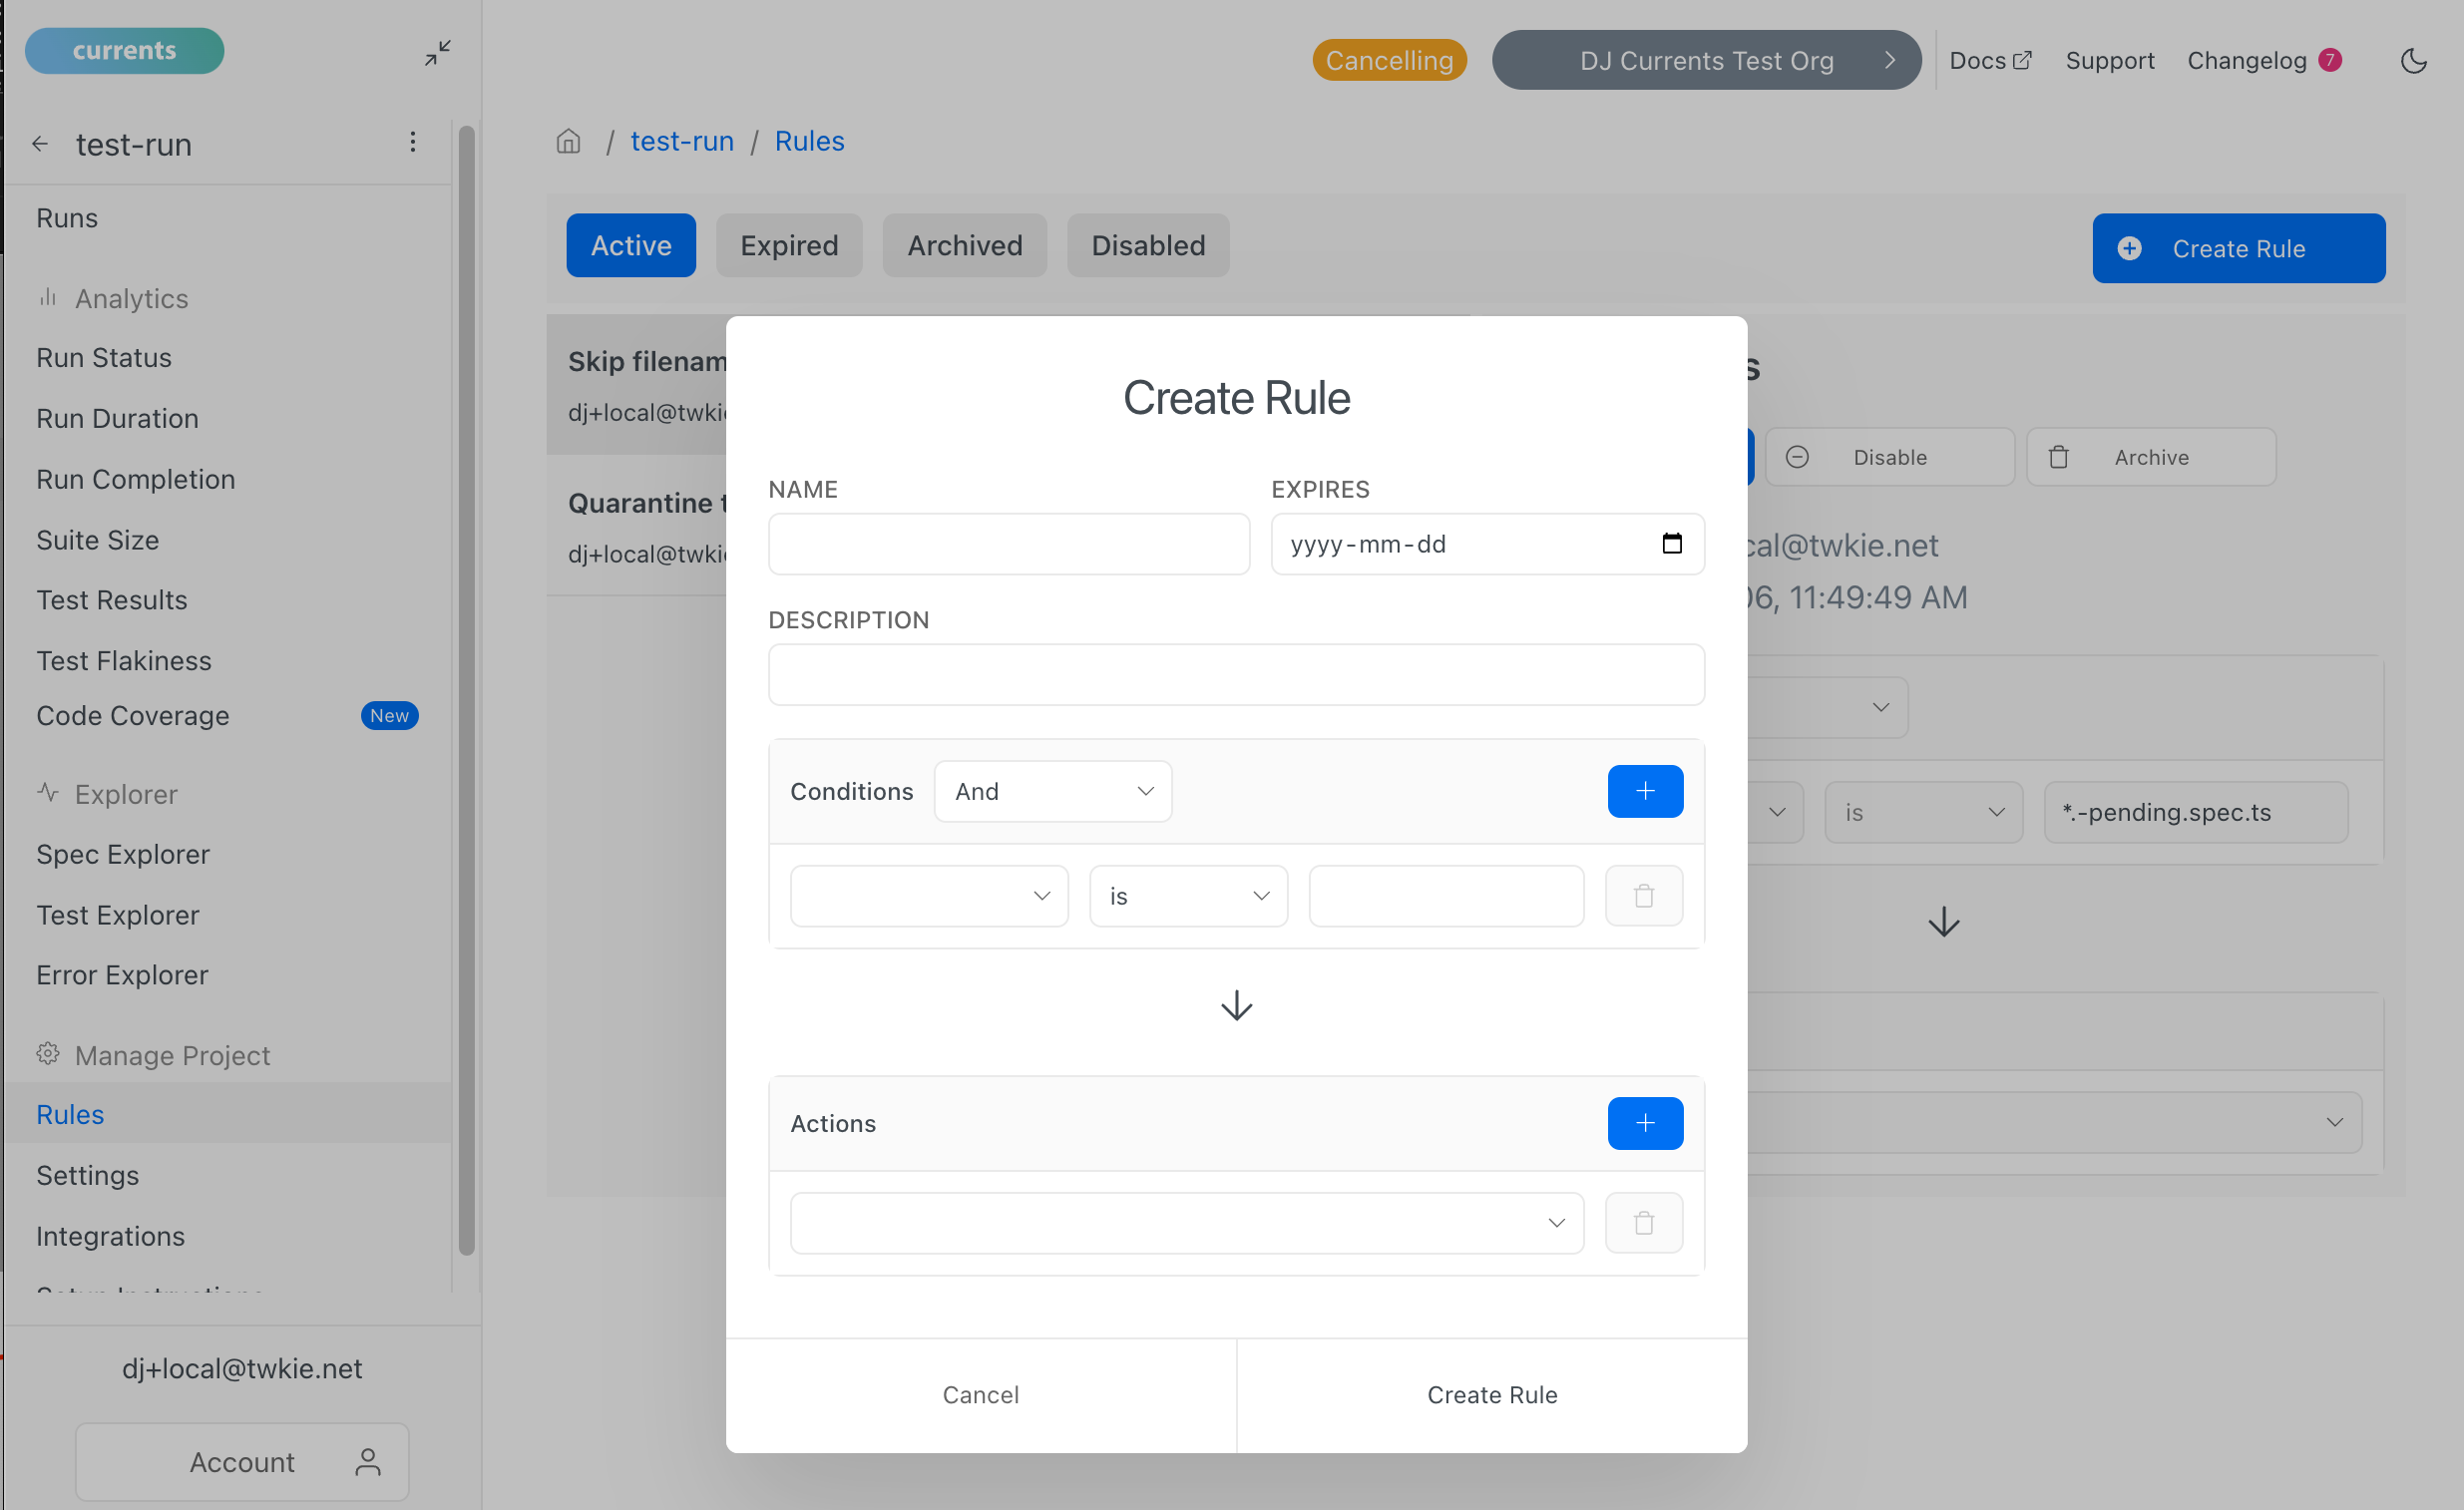 currents
Cancelling
DJ Currents Test Org
Docs
Support
Changelog 7
test-run
/ test-run / Rules
Runs
Active
Expired
Archived
Disabled
Create Rule
Analytics
Run Status
Run Duration
Run Completion
Suite Size
Test Results
Test Flakiness
Code Coverage New
Explorer
Spec Explorer
Test Explorer
Error Explorer
Manage Project
Rules
Settings
Integrations
Setup Instructions
dj+local@twkie.net
Account
Skip filenam
dj+local@twkie
Quarantine t
dj+local@twkie
Create Rule
NAME
EXPIRES
yyyy-mm-dd
DESCRIPTION
Conditions
And
is
Actions
Cancel
Create Rule
s
Disable
Archive
cal@twkie.net
06, 11:49:49 AM
is
*.-pending.spec.ts